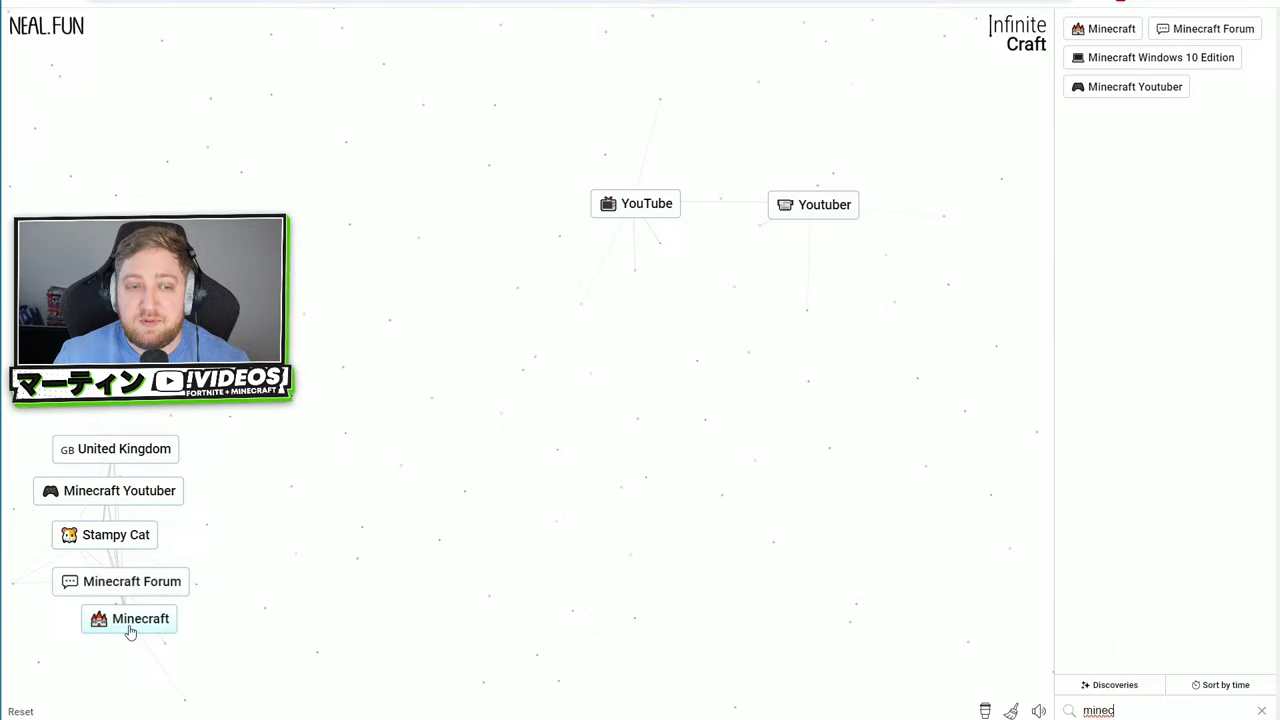 NEAL.FUN
Infinite
Craft
Minecraft
Minecraft Forum
Minecraft Windows 10 Edition
Minecraft Youtuber
YouTube
Youtuber
マーティン
!VIDEOS
FORTNITE + MINECRAFT
GB United Kingdom
Minecraft Youtuber
Stampy Cat
Minecraft Forum
Minecraft
Discoveries
Sort by time
Reset
minec